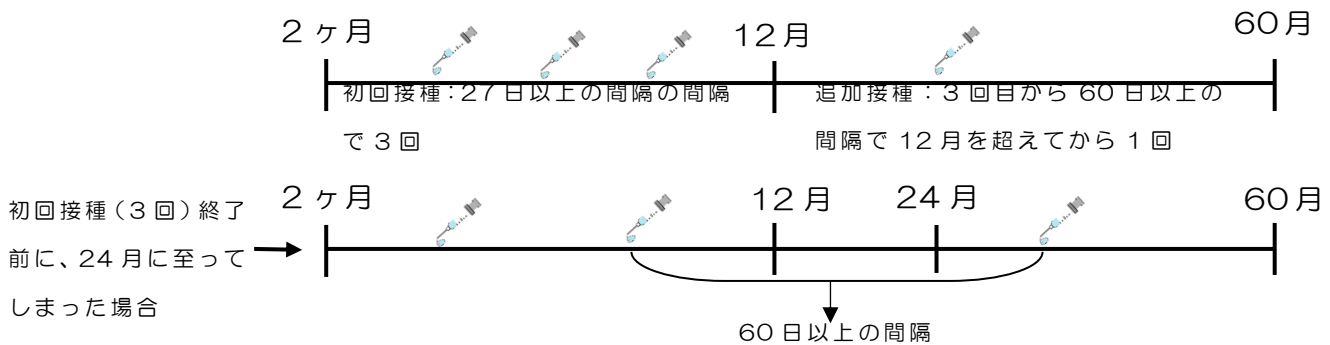 2ヶ月
12月
60月
初回接種:27日以上の間隔の間隔
で3回
追加接種:3回目から60日以上の
間隔で12月を超えてから1回
初回接種(3回)終了
前に、24月に至って
しまった場合
2ヶ月
12月
24月
60月
60日以上の間隔